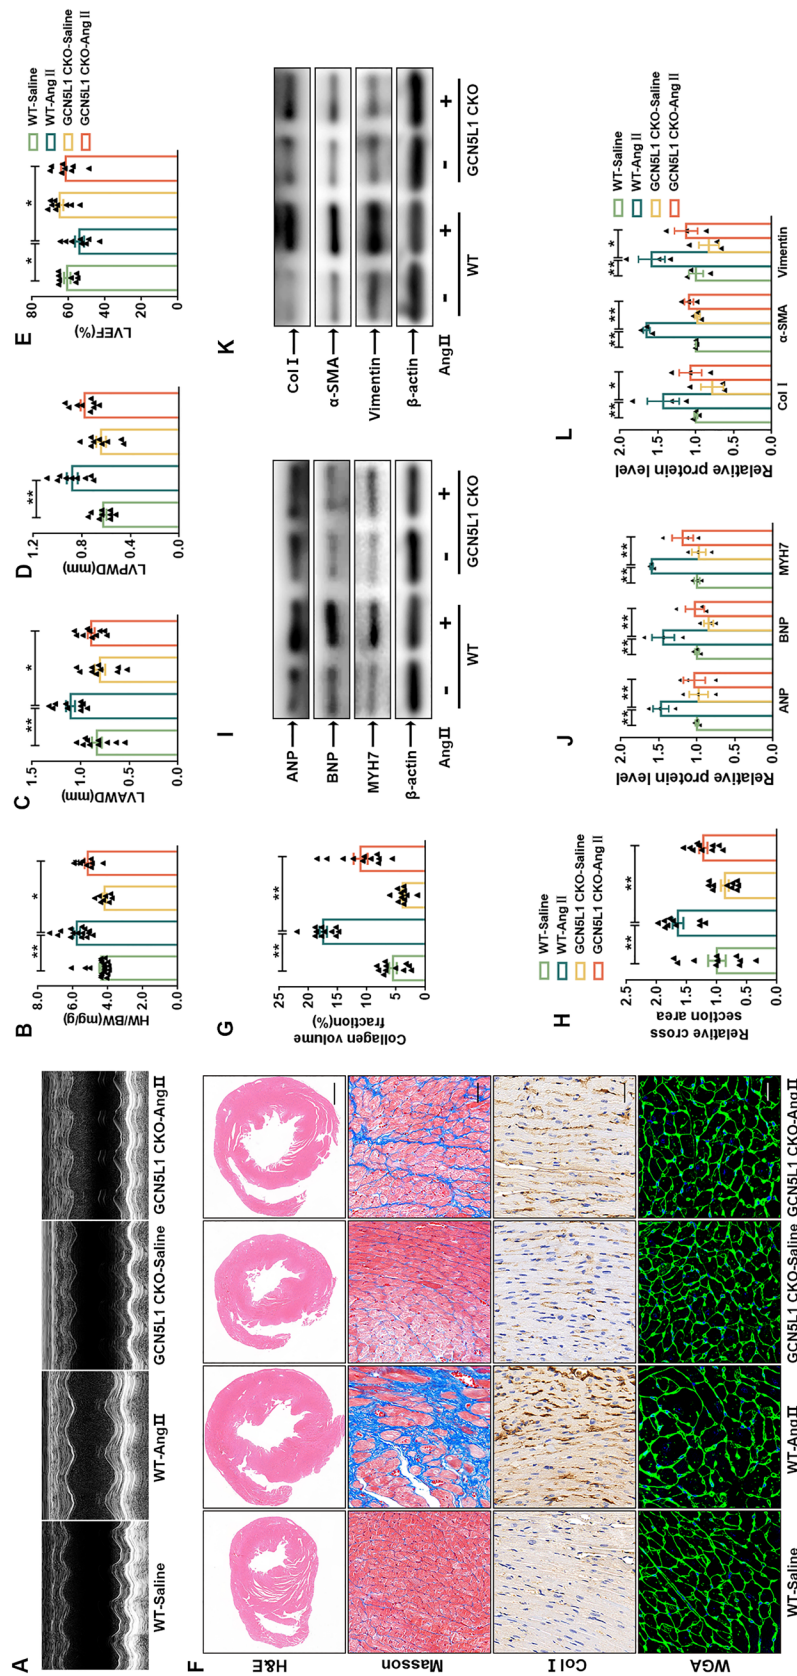 A
WT-Saline
WT-AngⅡ
GCN5L1 CKO-Saline
GCN5L1 CKO-AngⅡ
B
HW/BW(mg/g)
8.0
6.0
4.0
2.0
0.0
**
*
C
LVAWD(mm)
1.5
1.0
0.5
0.0
**
*
D
LVPWD(mm)
1.2
0.8
0.4
0.0
**
E
LVEF(%)
80
60
40
20
0
*
*
WT-Saline
WT-Ang Ⅱ
GCN5L1 CKO-Saline
GCN5L1 CKO-Ang Ⅱ
F
H&E
Masson
Col Ⅰ
WGA
WT-Saline
WT-AngⅡ
GCN5L1 CKO-Saline
GCN5L1 CKO-AngⅡ
G
Collagen volume
fraction(%)
25
20
15
10
5
0
**
**
H
Relative cross
section area
2.5
2.0
1.5
1.0
0.5
0.0
**
**
WT-Saline
WT-Ang Ⅱ
GCN5L1 CKO-Saline
GCN5L1 CKO-Ang Ⅱ
I
ANP
BNP
MYH7
β-actin
AngⅡ
-
+
-
+
WT
GCN5L1 CKO
J
Relative protein level
2.0
1.5
1.0
0.5
0.0
**
**
**
**
**
**
ANP
BNP
MYH7
K
Col Ⅰ
α-SMA
Vimentin
β-actin
AngⅡ
-
+
-
+
WT
GCN5L1 CKO
L
Relative protein level
2.0
1.5
1.0
0.5
0.0
**
*
**
**
**
*
Col Ⅰ
α-SMA
Vimentin
WT-Saline
WT-Ang Ⅱ
GCN5L1 CKO-Saline
GCN5L1 CKO-Ang Ⅱ